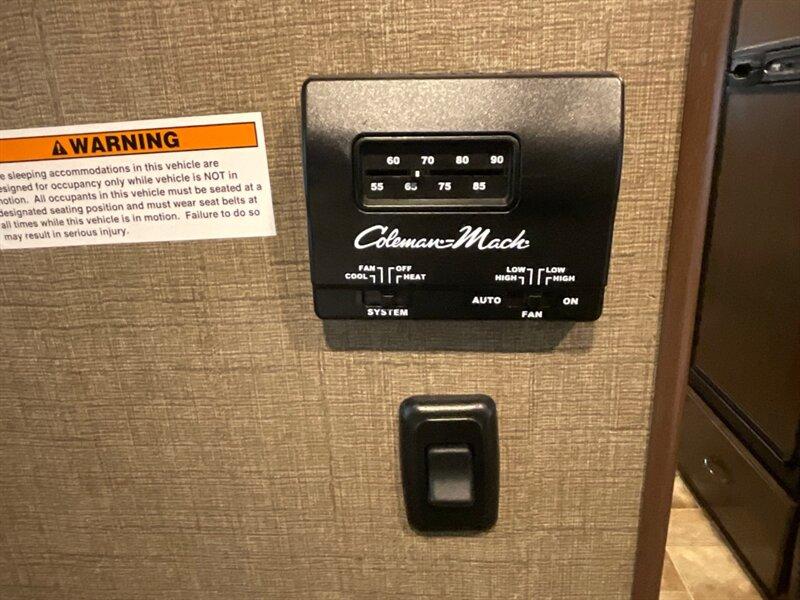 WARNING
sleeping accommodations in this vehicle are
designed for occupancy only while vehicle is NOT in
motion. All occupants in this vehicle must be seated at a
designated seating position and must wear seat belts at
all times while this vehicle is in motion. Failure to do so
may result in serious injury.
60 70 80 90
55 65 75 85
Coleman-Mach
FAN OFF
COOL HEAT
SYSTEM
LOW LOW
HIGH HIGH
AUTO ON
FAN